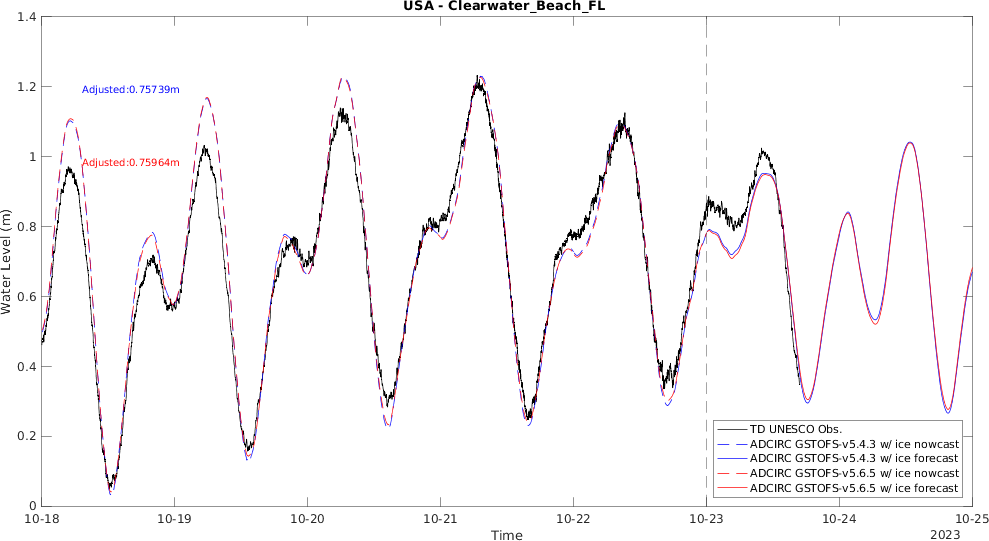 USA - Clearwater_Beach_FL
1.4
1.2
1
0.8
0.6
0.4
0.2
0
Water Level (m)
Adjusted:0.75739m
Adjusted:0.75964m
TD UNESCO Obs.
ADCIRC GSTOFS-v5.4.3 w/ ice nowcast
ADCIRC GSTOFS-v5.4.3 w/ ice forecast
ADCIRC GSTOFS-v5.6.5 w/ ice nowcast
ADCIRC GSTOFS-v5.6.5 w/ ice forecast
10-18 10-19 10-20 10-21 10-22 10-23 10-24 10-25
Time
2023